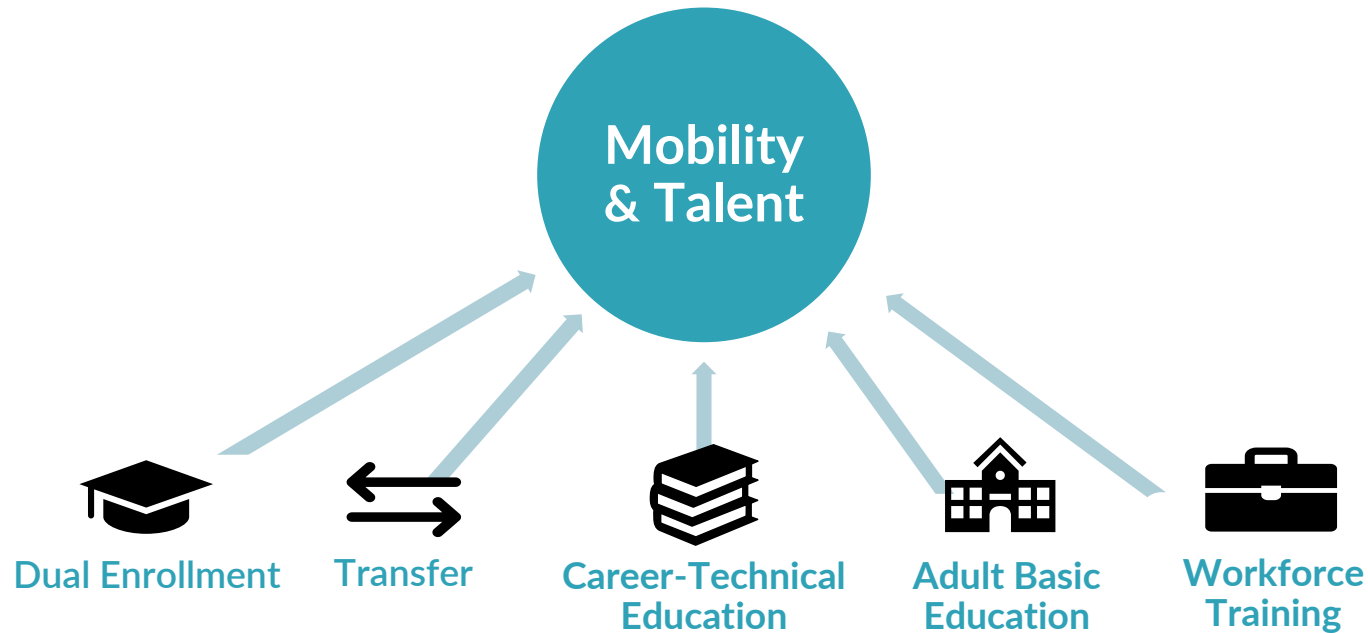 Mobility
& Talent
Dual Enrollment
Transfer
Career-Technical
Education
Adult Basic
Education
Workforce
Training